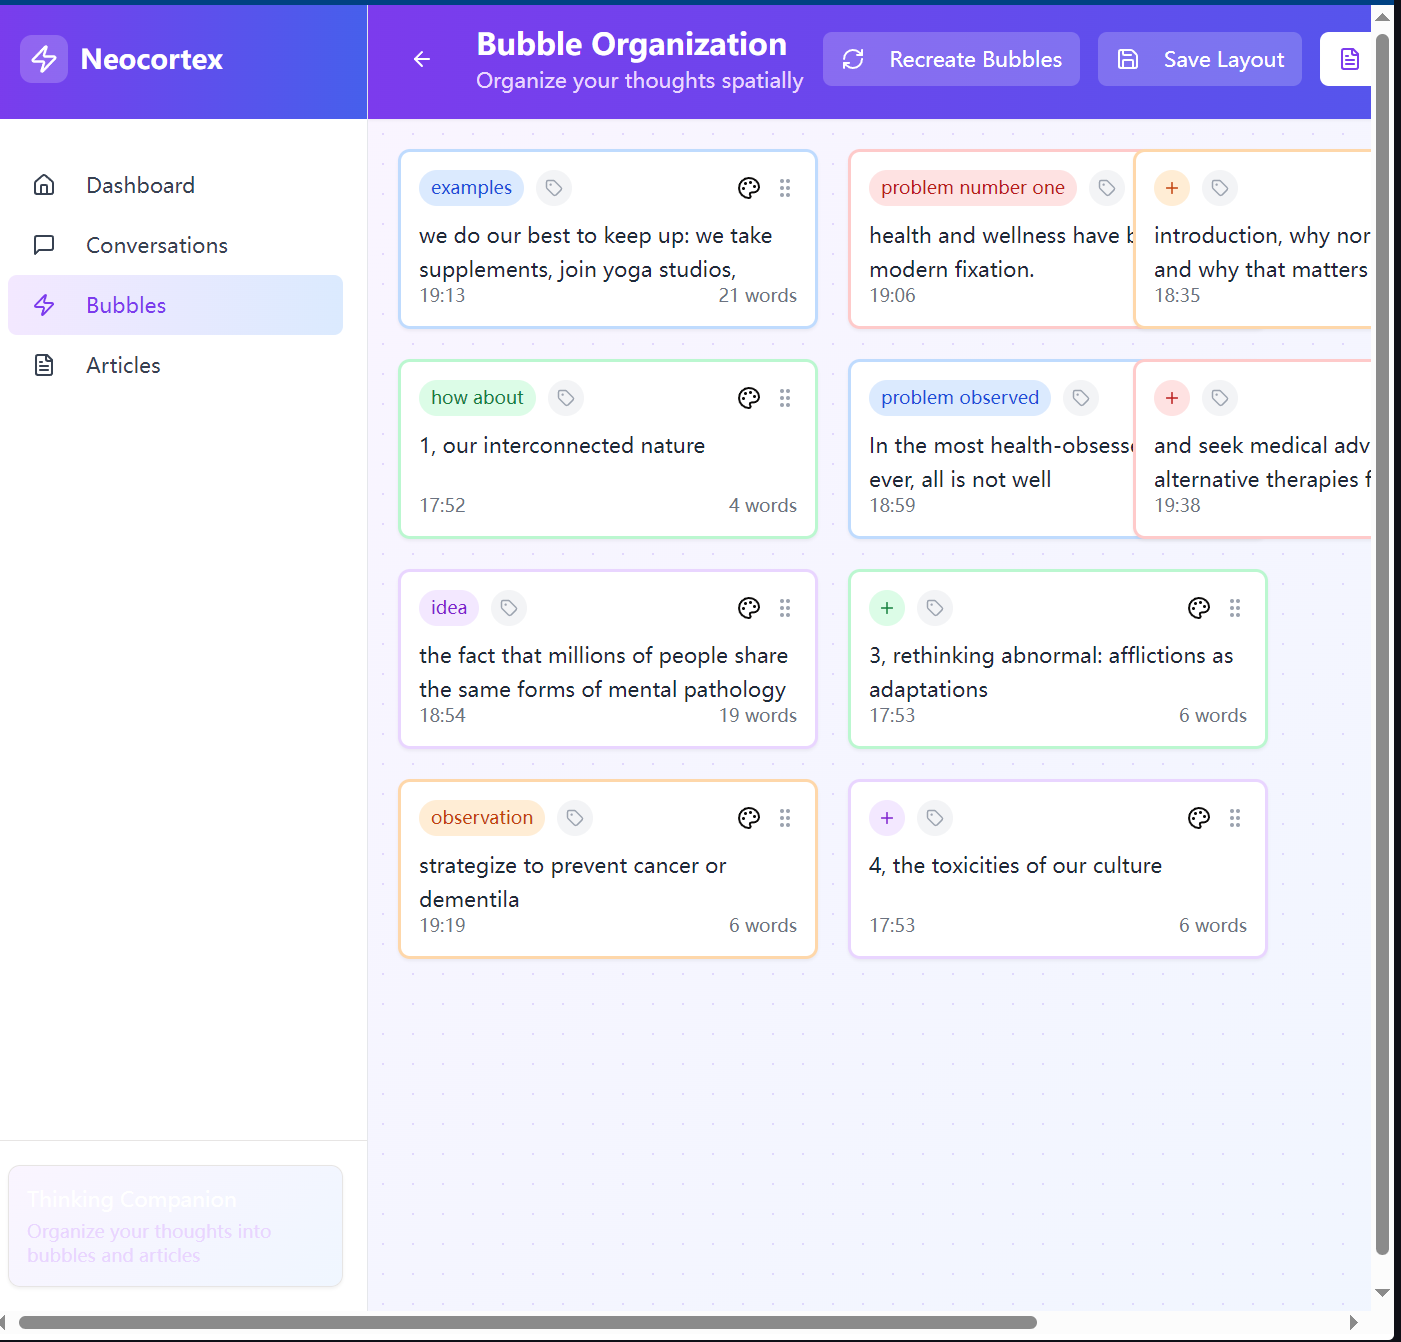 Neocortex
Bubble Organization
Organize your thoughts spatially
Recreate Bubbles
Save Layout
Dashboard
Conversations
Bubbles
Articles
examples
we do our best to keep up: we take
supplements, join yoga studios,
19:13
21 words
problem number one
health and wellness have
modern fixation.
19:06
introduction, why
and why that matters
18:35
how about
1, our interconnected nature
17:52
4 words
problem observed
In the most
ever, all is not well
18:59
and seek medical
alternative therapies
19:38
idea
the fact that millions of people share
the same forms of mental pathology
18:54
19 words
3, rethinking abnormal: afflictions as
adaptations
17:53
6 words
observation
strategize to prevent cancer or
dementila
19:19
6 words
4, the toxicities of our culture
17:53
6 words
Thinking Companion
Organize your thoughts into
bubbles and articles